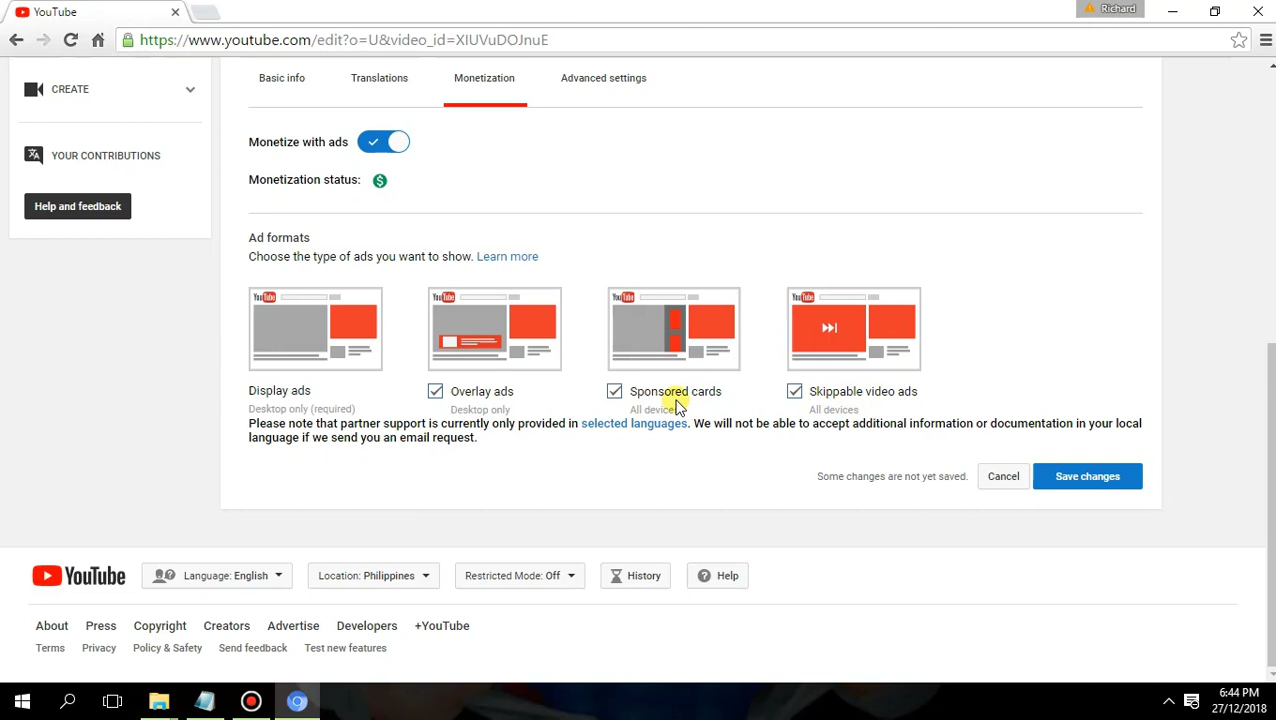 YouTube
Richard
https://www.youtube.com/edit?o=U&video_id=XIUVuDOJnuE
CREATE
YOUR CONTRIBUTIONS
Help and feedback
Basic info Translations Monetization Advanced settings
Monetize with ads
Monetization status:
Ad formats
Choose the type of ads you want to show. Learn more
YouTube YouTube YouTube YouTube
Display ads Overlay ads Sponsored cards Skippable video ads
Desktop only (required) Desktop only All devices All devices
Please note that partner support is currently only provided in selected languages. We will not be able to accept additional information or documentation in your local
language if we send you an email request.
Some changes are not yet saved. Cancel Save changes
YouTube Language: English Location: Philippines Restricted Mode: Off History Help
About Press Copyright Creators Advertise Developers +YouTube
Terms Privacy Policy & Safety Send feedback Test new features
6:44 PM
27/12/2018